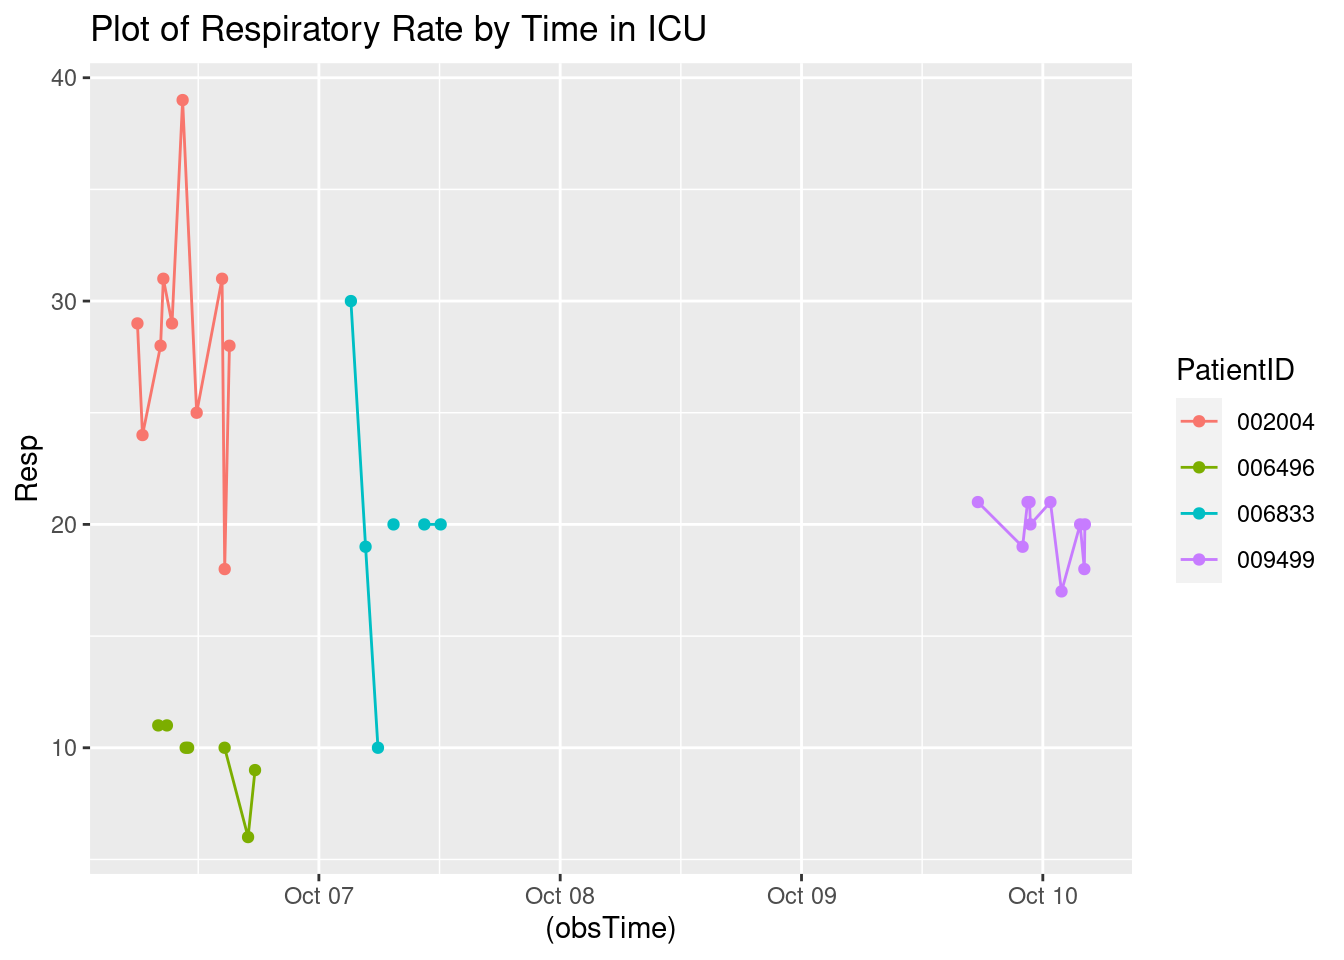 Plot of Respiratory Rate by Time in ICU
40
30
20
10
Resp
Oct 07
Oct 08
Oct 09
Oct 10
(obsTime)
PatientID
002004
006496
006833
009499